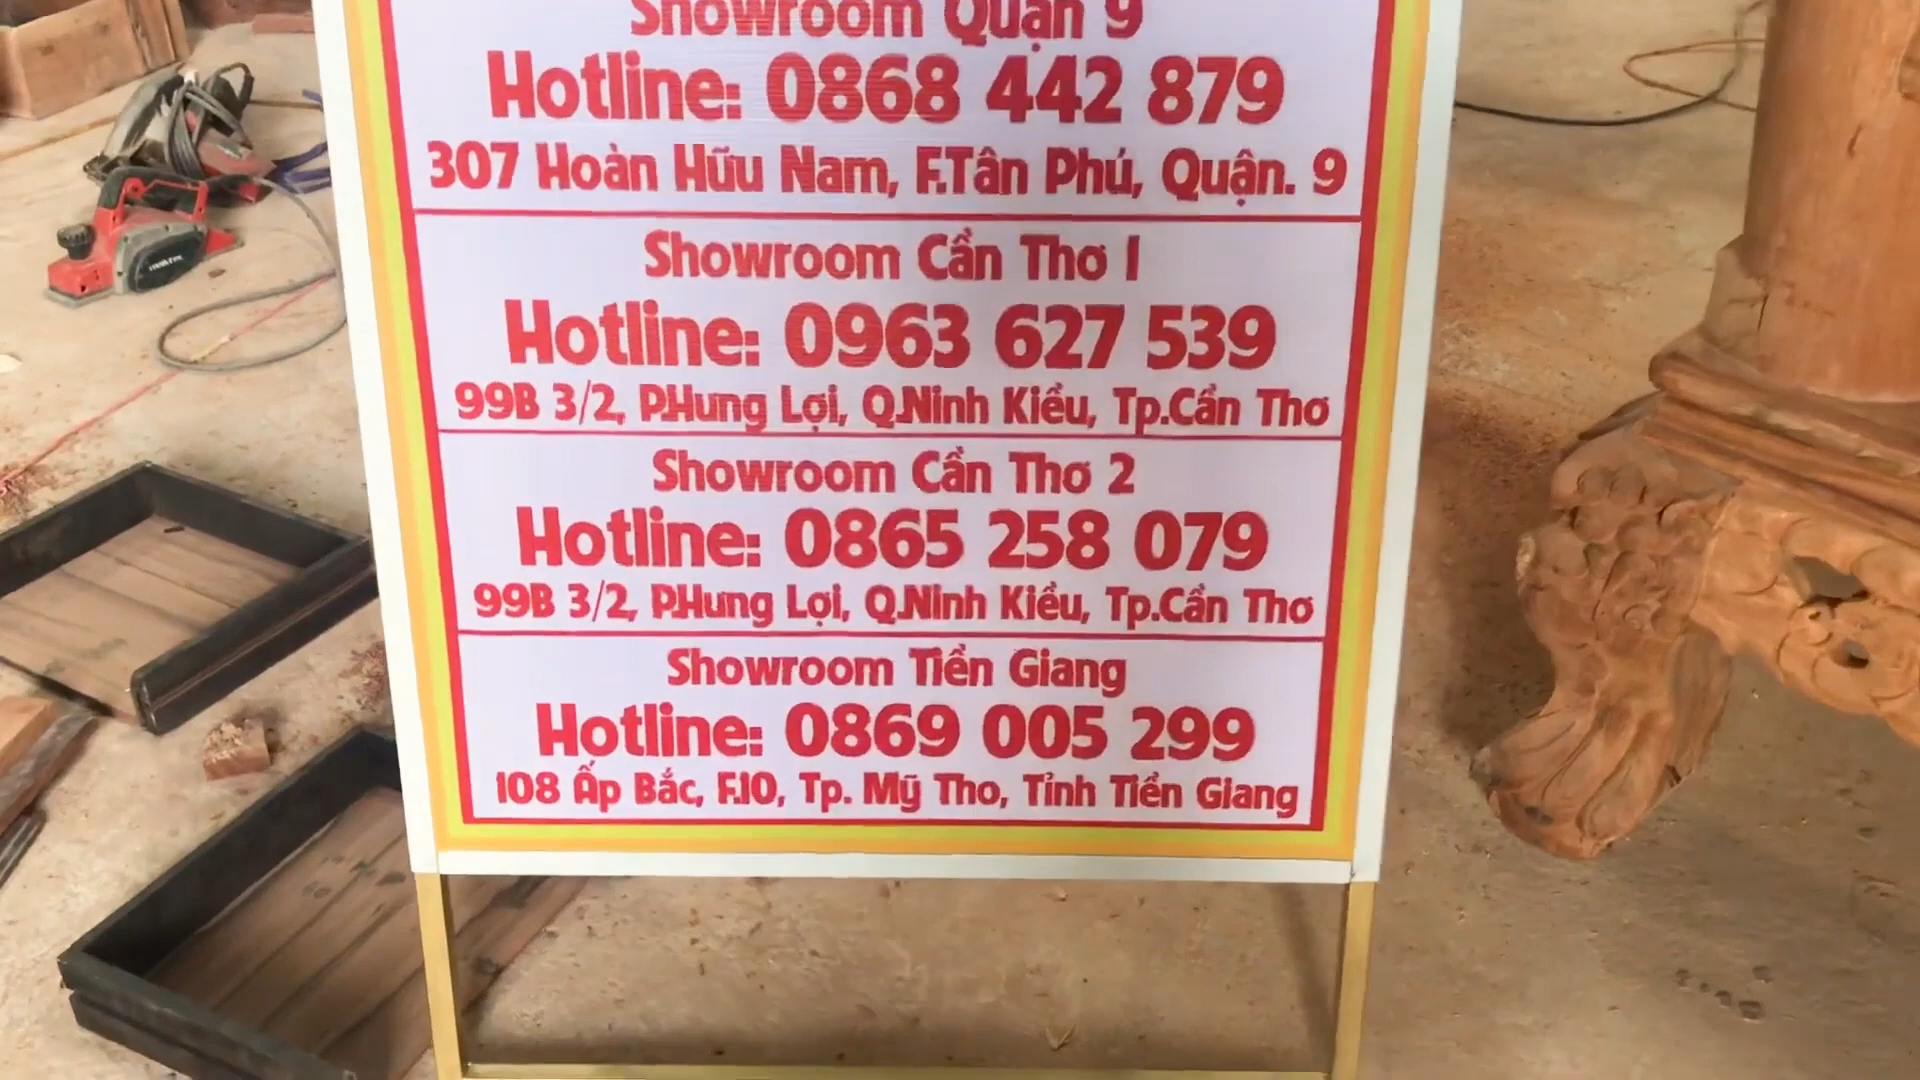 Showroom Quận 9
Hotline: 0868 442 879
307 Hoàn Hữu Nam, F.Tân Phú, Quận. 9
Showroom Cần Thơ 1
Hotline: 0963 627 539
99B 3/2, P.Hưng Lợi, Q.Ninh Kiều, Tp.Cần Thơ
Showroom Cần Thơ 2
Hotline: 0865 258 079
99B 3/2, P.Hưng Lợi, Q.Ninh Kiều, Tp.Cần Thơ
Showroom Tiền Giang
Hotline: 0869 005 299
108 Ấp Bắc, F.10, Tp. Mỹ Tho, Tỉnh Tiền Giang